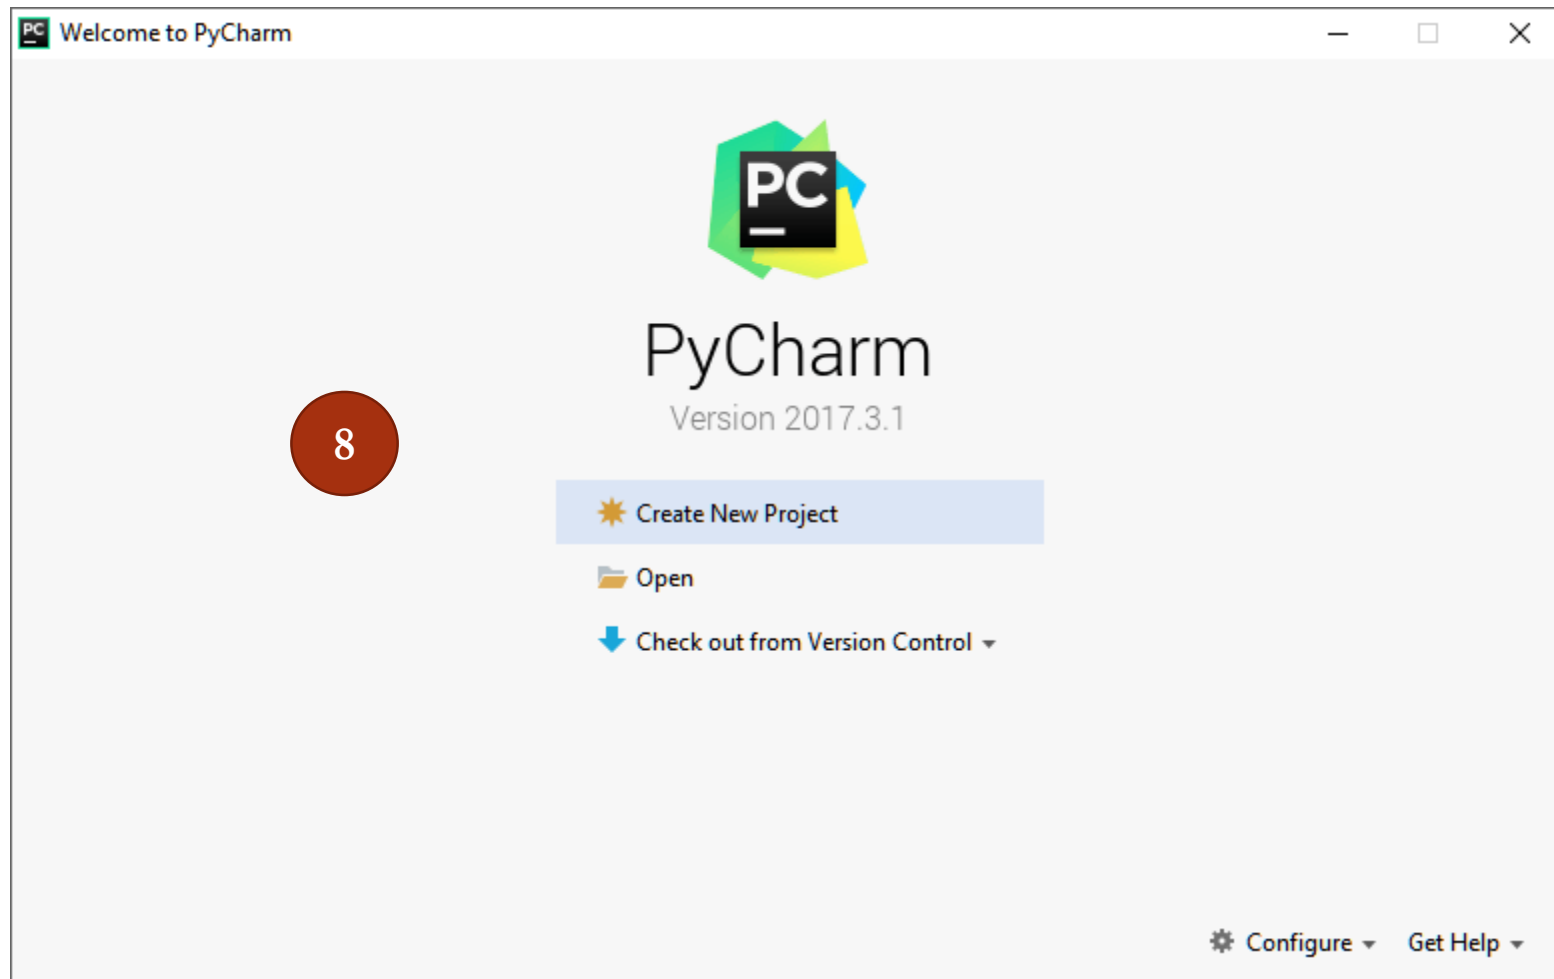 PC Welcome to PyCharm
PC
PyCharm
Version 2017.3.1
8
Create New Project
Open
Check out from Version Control
Configure Get Help